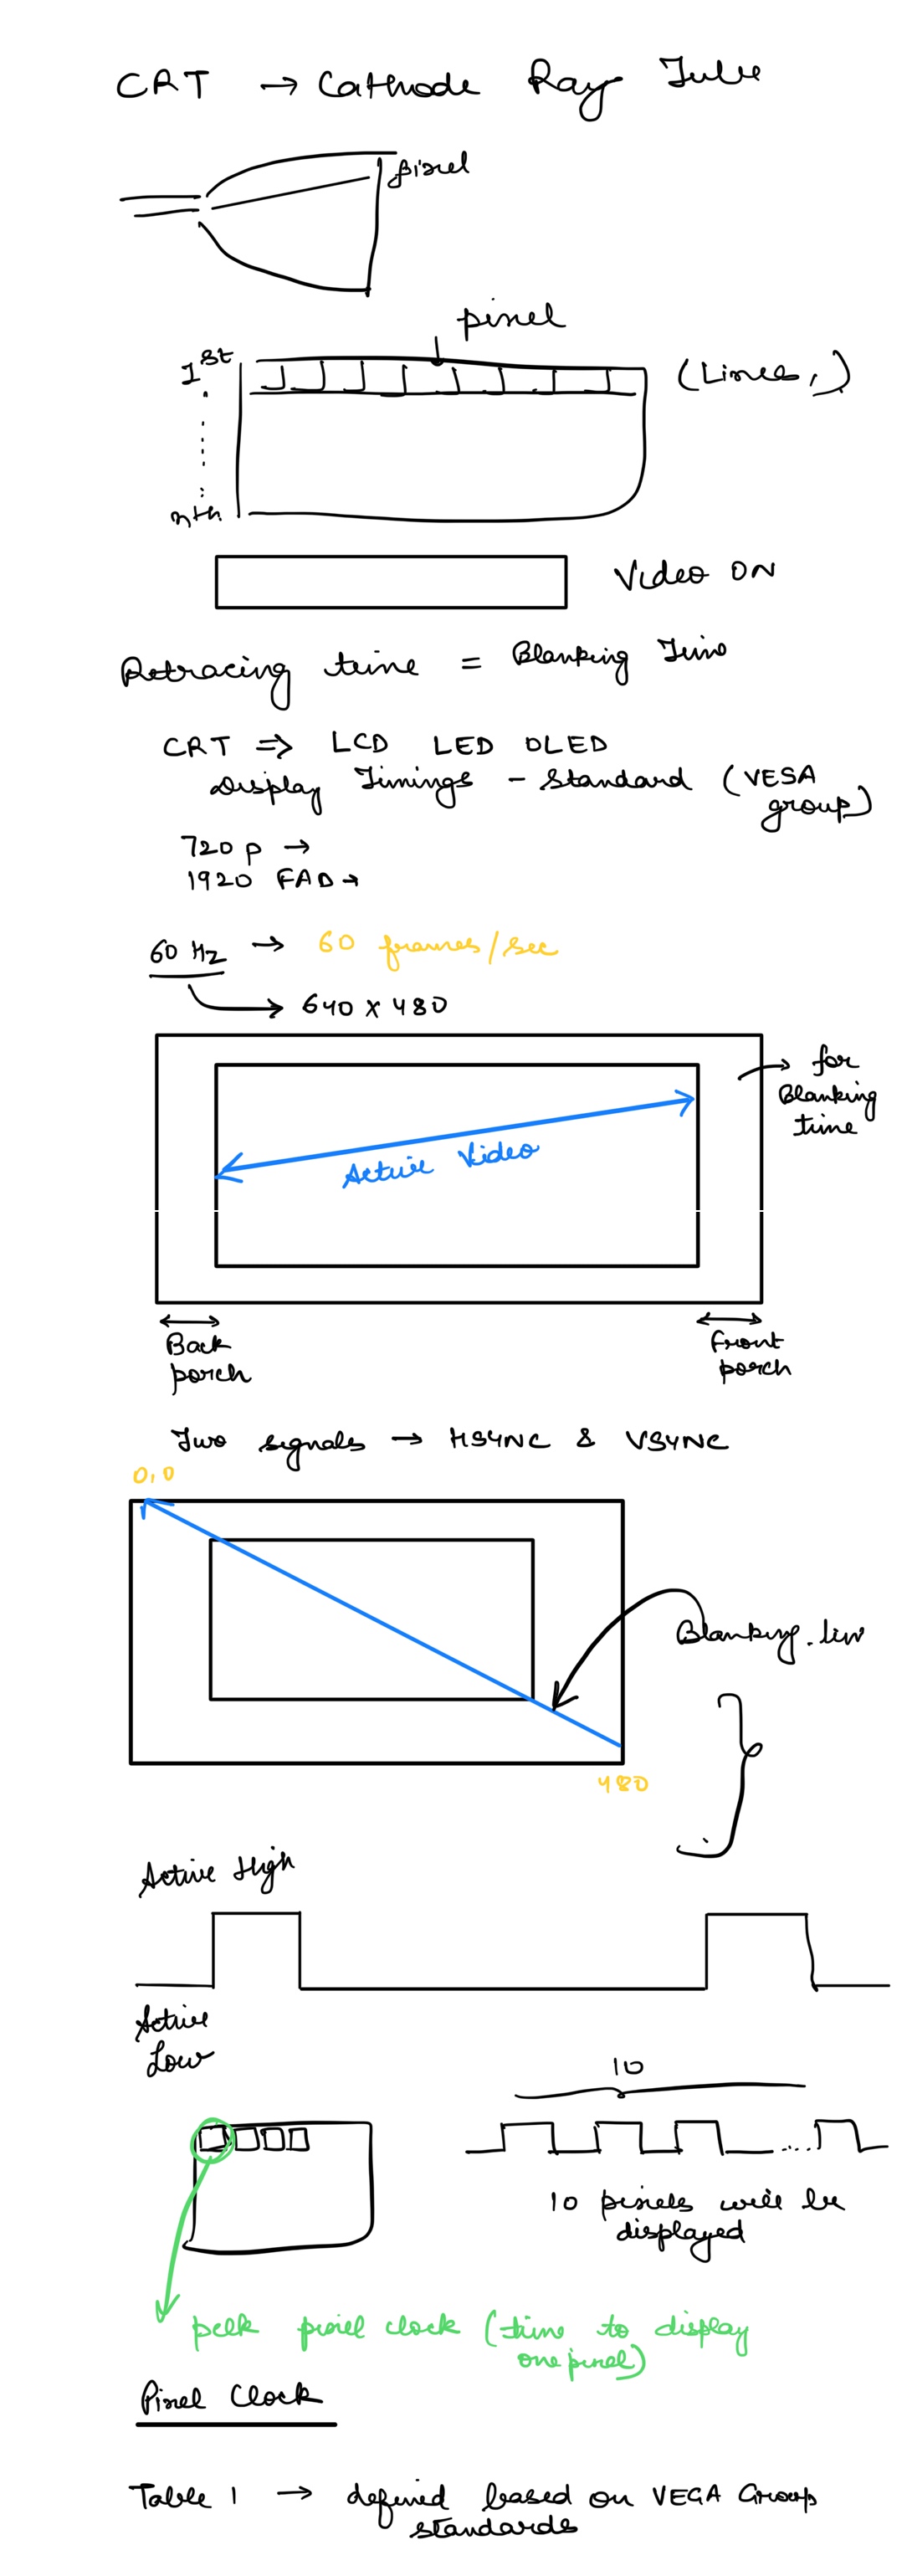 CRT → Cathode Ray Tube
pixel
pixel
1st
(Lines,)
nth
Video ON
Retracing time = Blanking Time
CRT ⇒ LCD LED OLED
Display Timings - Standard (VESA
group)
720 p →
1920 FAD →
60 Hz → 60 frames/sec
→ 640 x 480
→ for
Blanking
time
Active Video
Back
porch
Front
porch
Two signals → HSYNC & VSYNC
0,0
Blanking
480
Active High
Active
Low
10
10 pixels will be
displayed
pclk pixel clock (time to display
one pixel)
Pixel Clock
Table 1 → defined based on VEGA Group
standards